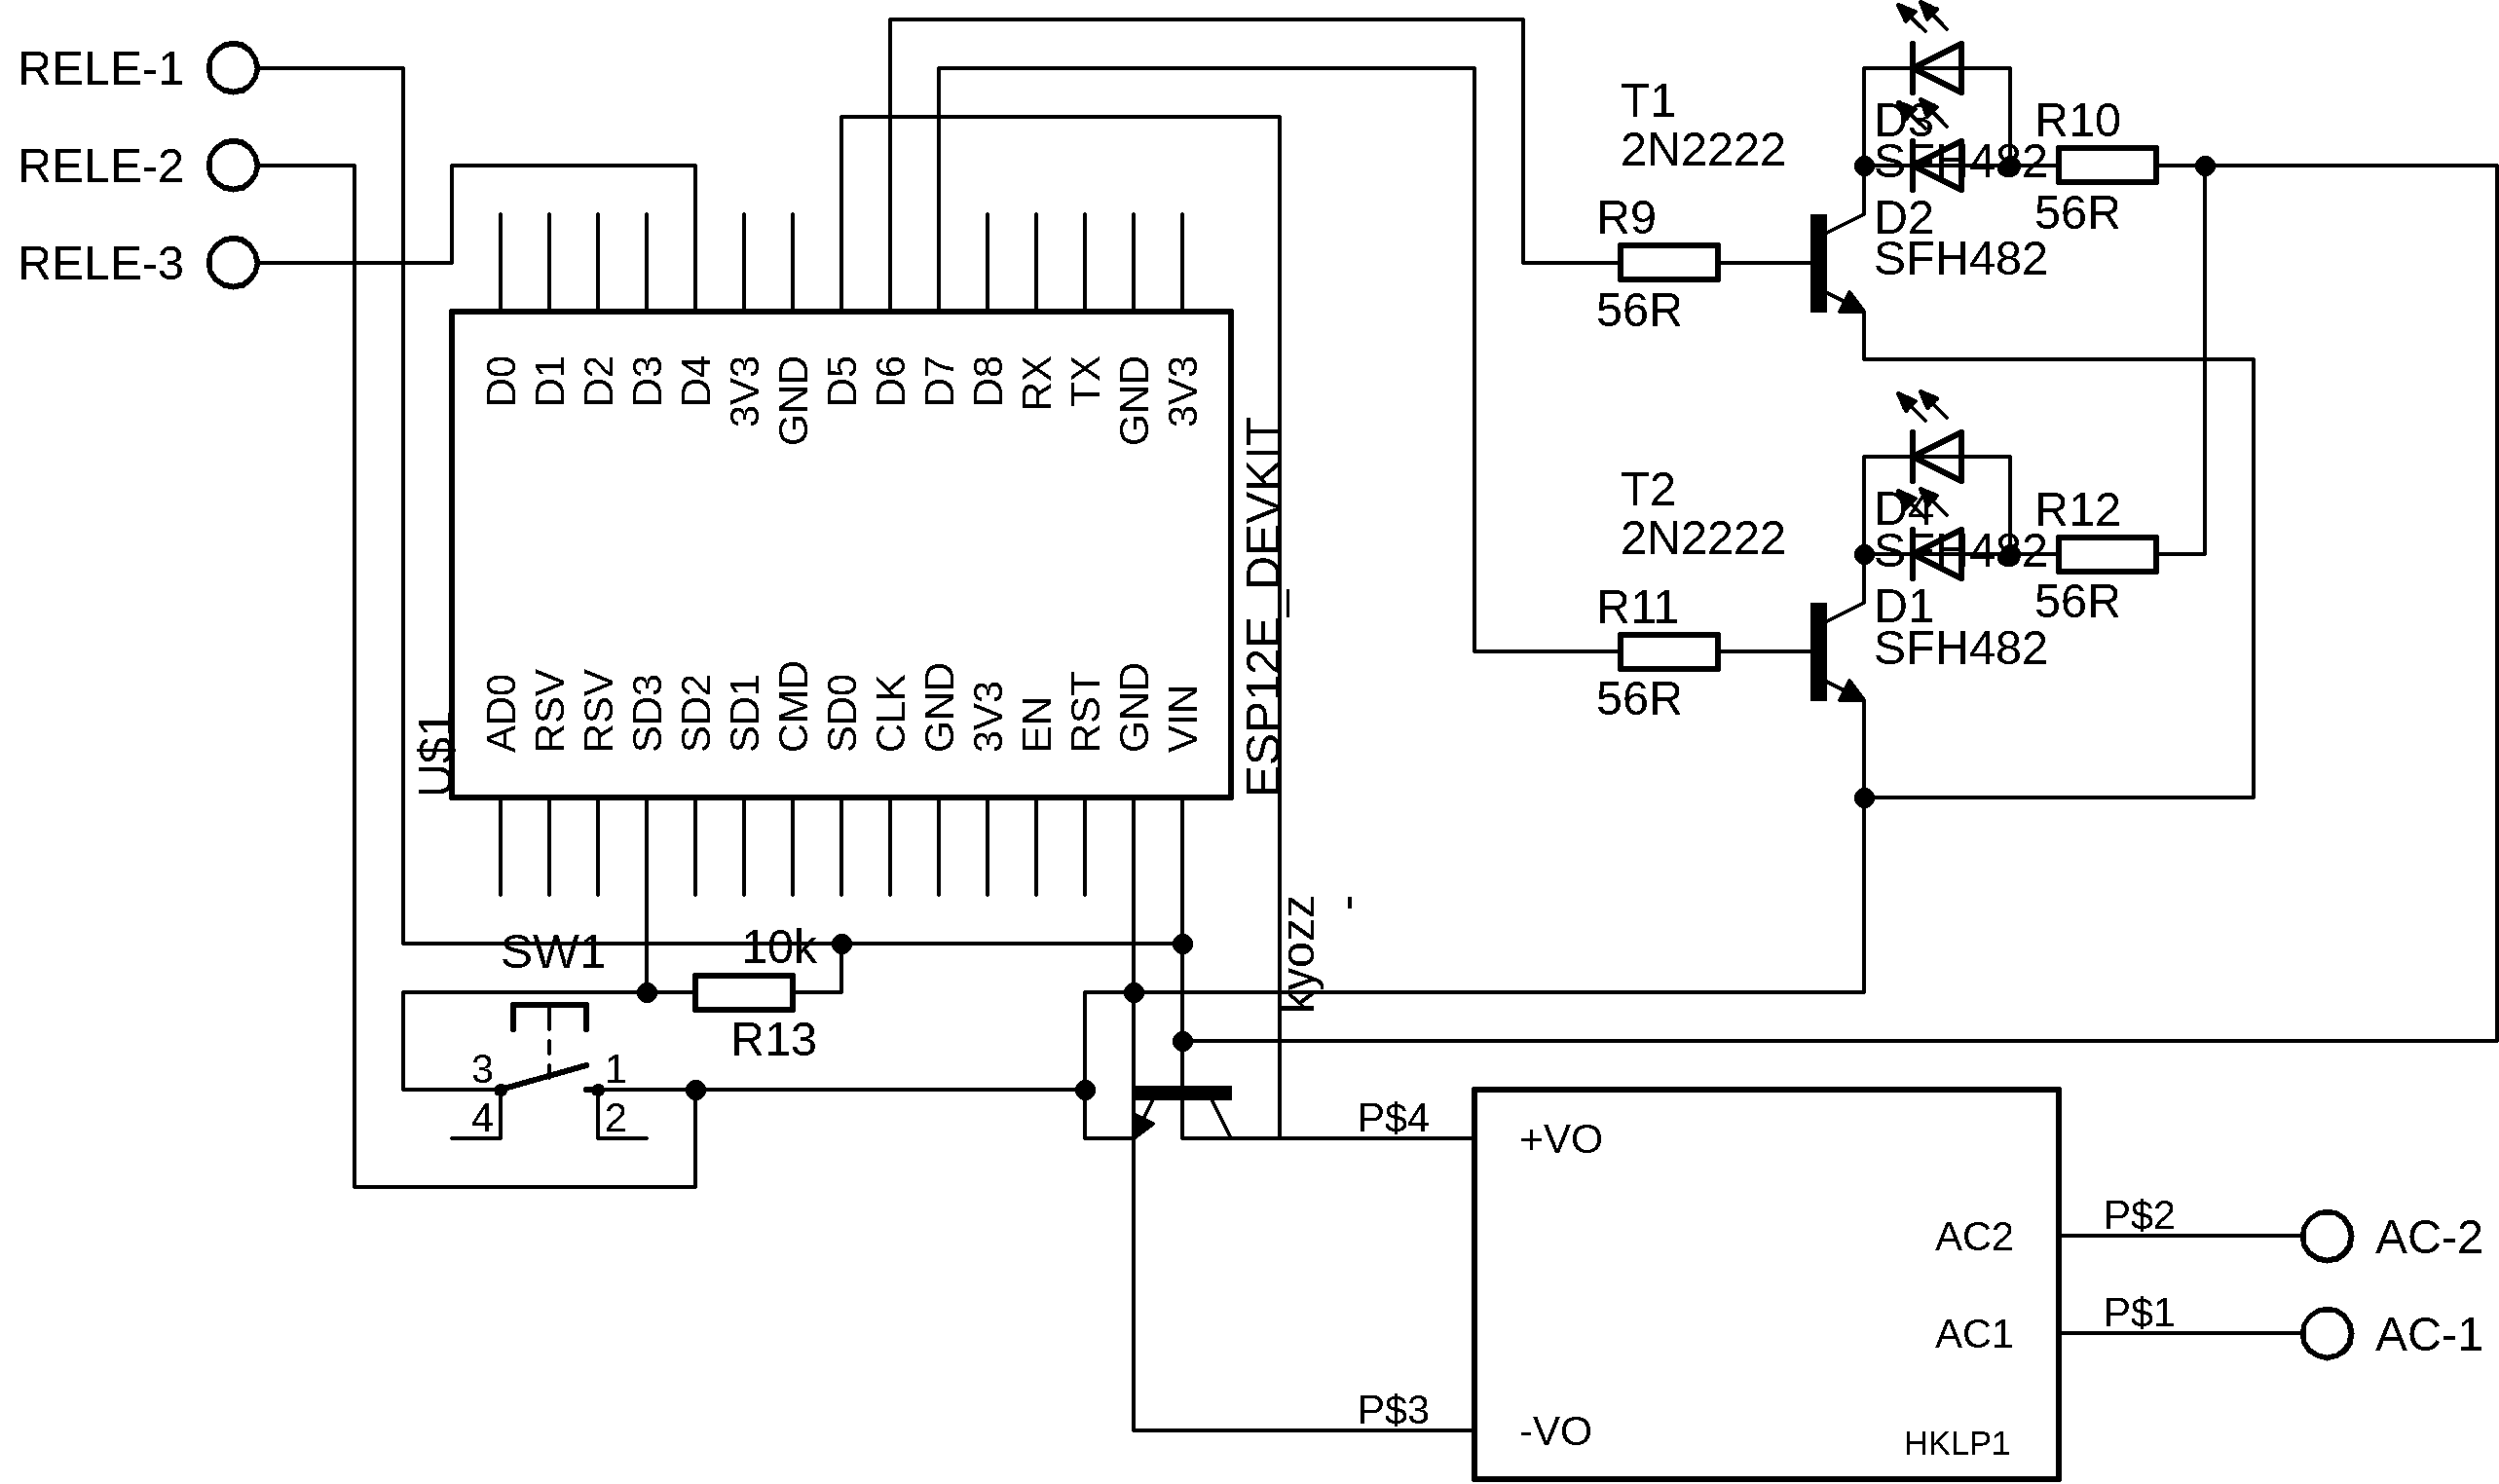 RELE-1
RELE-2
RELE-3
T1
2N2222
R9
56R
D3
SFH482
D2
SFH482
R10
56R
D0
D1
D2
D3
D4
3V3
GND
D5
D6
D7
D8
RX
TX
GND
3V3
T2
2N2222
R11
56R
D4
SFH482
D1
SFH482
R12
56R
AD0
RSV
RSV
SD3
SD2
SD1
CMD
SD0
CLK
GND
3V3
EN
RST
GND
VIN
U$1
ESP12E_DEVKIT
SW1
10k
R13
3
1
4
2
kyozz
-
P$4
+VO
P$3
-VO
AC2
P$2
AC-2
AC1
P$1
AC-1
HKLP1